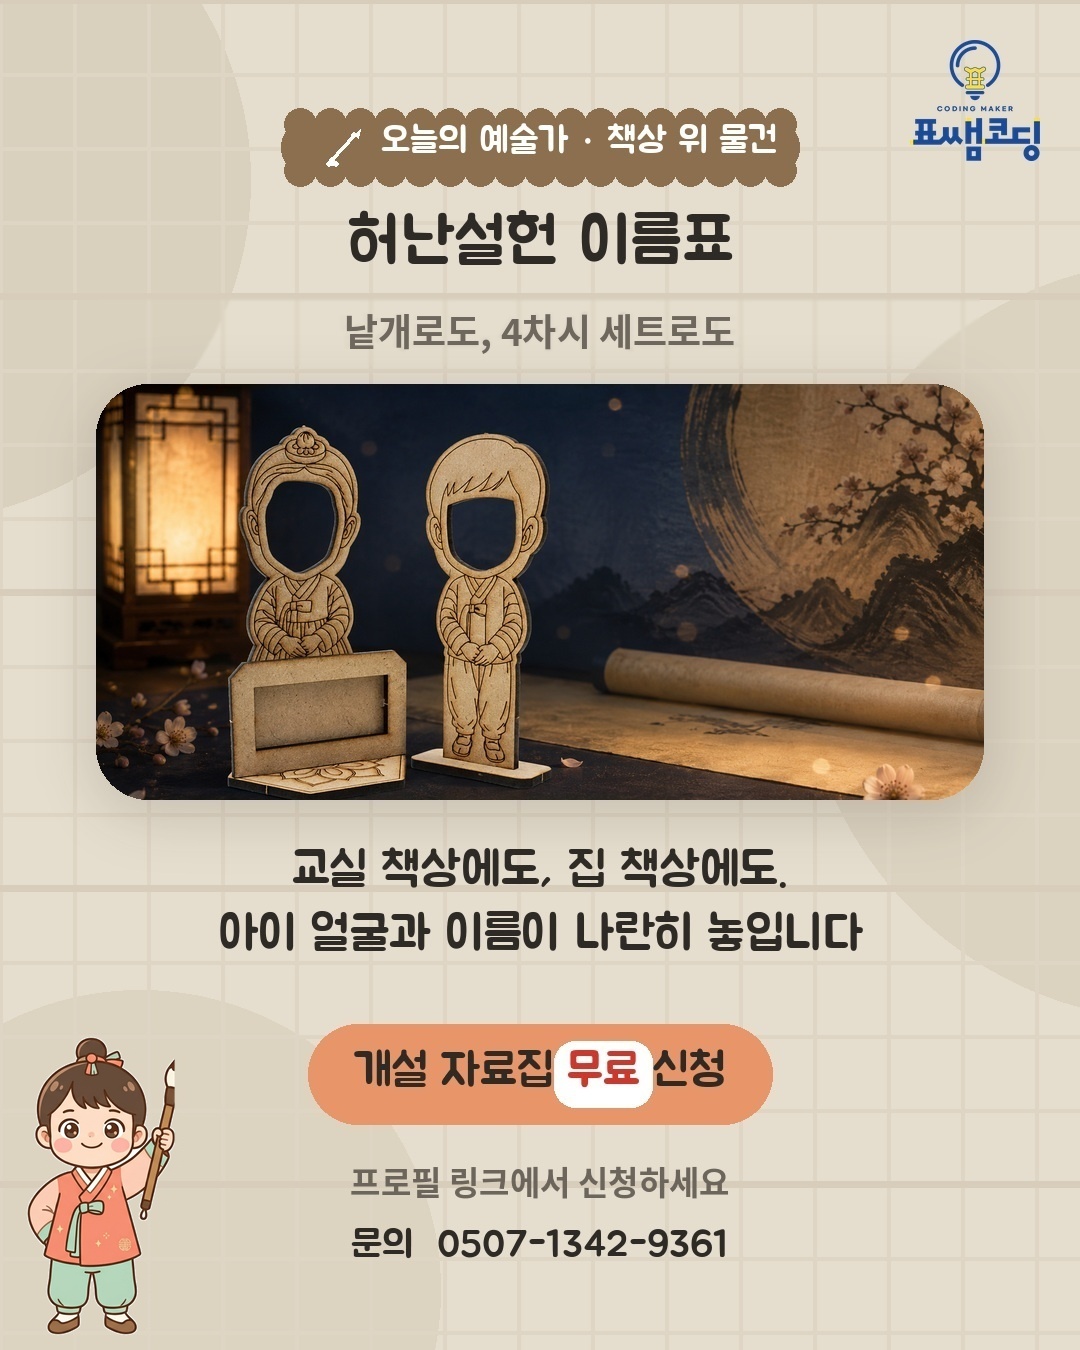 CODING MAKER
표쌤코딩
오늘의 예술가 · 책상 위 물건
허난설헌 이름표
낱개로도, 4차시 세트로도
교실 책상에도, 집 책상에도.
아이 얼굴과 이름이 나란히 놓입니다
개설 자료집 무료 신청
프로필 링크에서 신청하세요
문의 0507-1342-9361